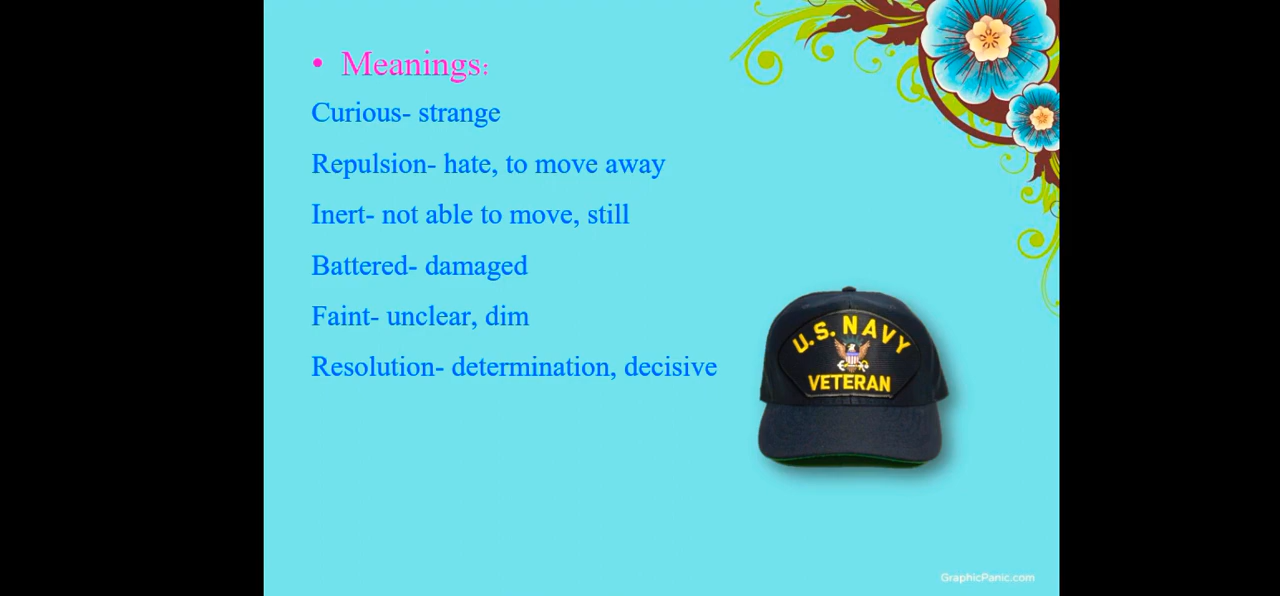 • Meanings:
Curious- strange
Repulsion- hate, to move away
Inert- not able to move, still
Battered- damaged
Faint- unclear, dim
Resolution- determination, decisive
U.S. NAVY
VETERAN
GraphicPanic.com